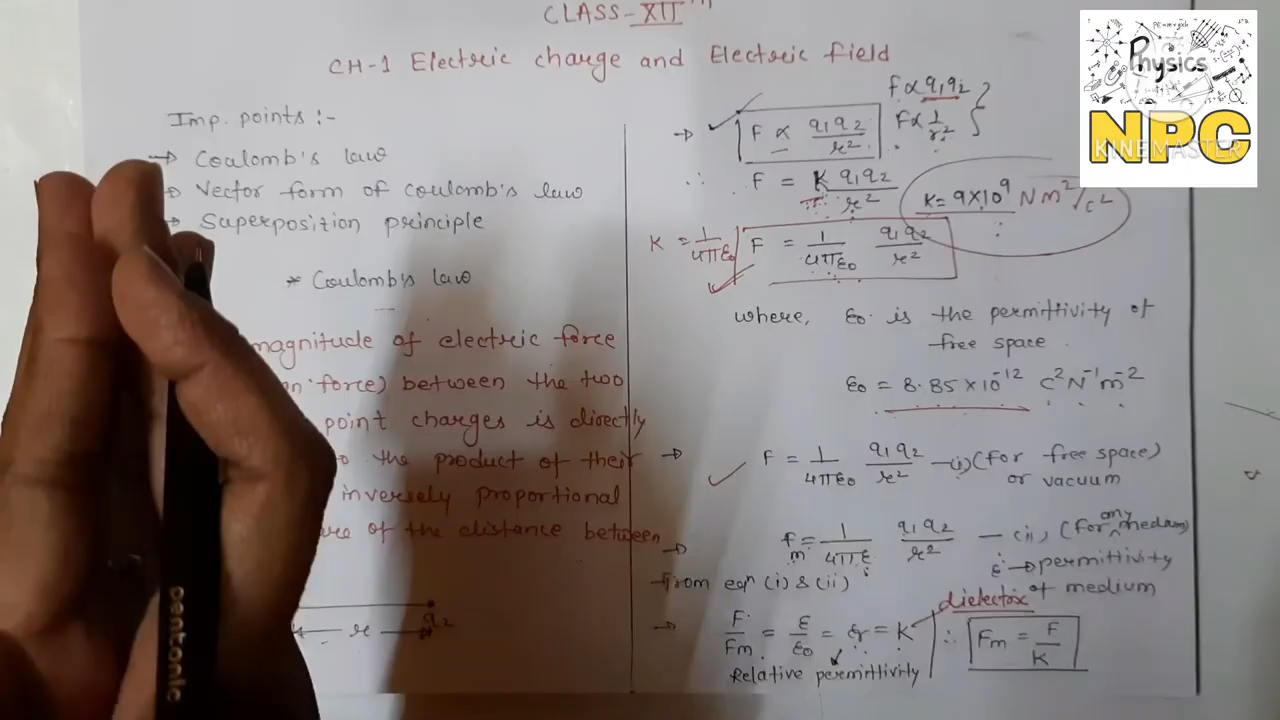 CLASS-XII
CH-1 Electric charge and Electric field
Imp. points :-
→ Coulomb's law
→ Vector form of coulomb's law
→ Superposition principle
* Coulomb's law
magnitude of electric force
force) between the two
point charges is directly
the product of their
inversely proportional
of the distance between
r q2
→ F ∝ q1q2/r² F ∝ q1q2
F ∝ 1/r²
∴ F = K q1q2/r² K = 9×10⁹ Nm²/C²
K = 1/4πε0 F = 1/4πε0 q1q2/r²
where, ε0 is the permittivity of
free space
ε0 = 8.85×10⁻¹² C²N⁻¹m⁻²
→ F = 1/4πε0 q1q2/r² —(i) (for free space)
or vacuum
→ Fm = 1/4πε q1q2/r² — (ii) (for any medium)
ε → permittivity
of medium
From eqn (i) & (ii)
dielectric
→ F/Fm = ε/ε0 = εr = K ∴ Fm = F/K
Relative permittivity
Physics
NPC
KINEMASTER
pentonic